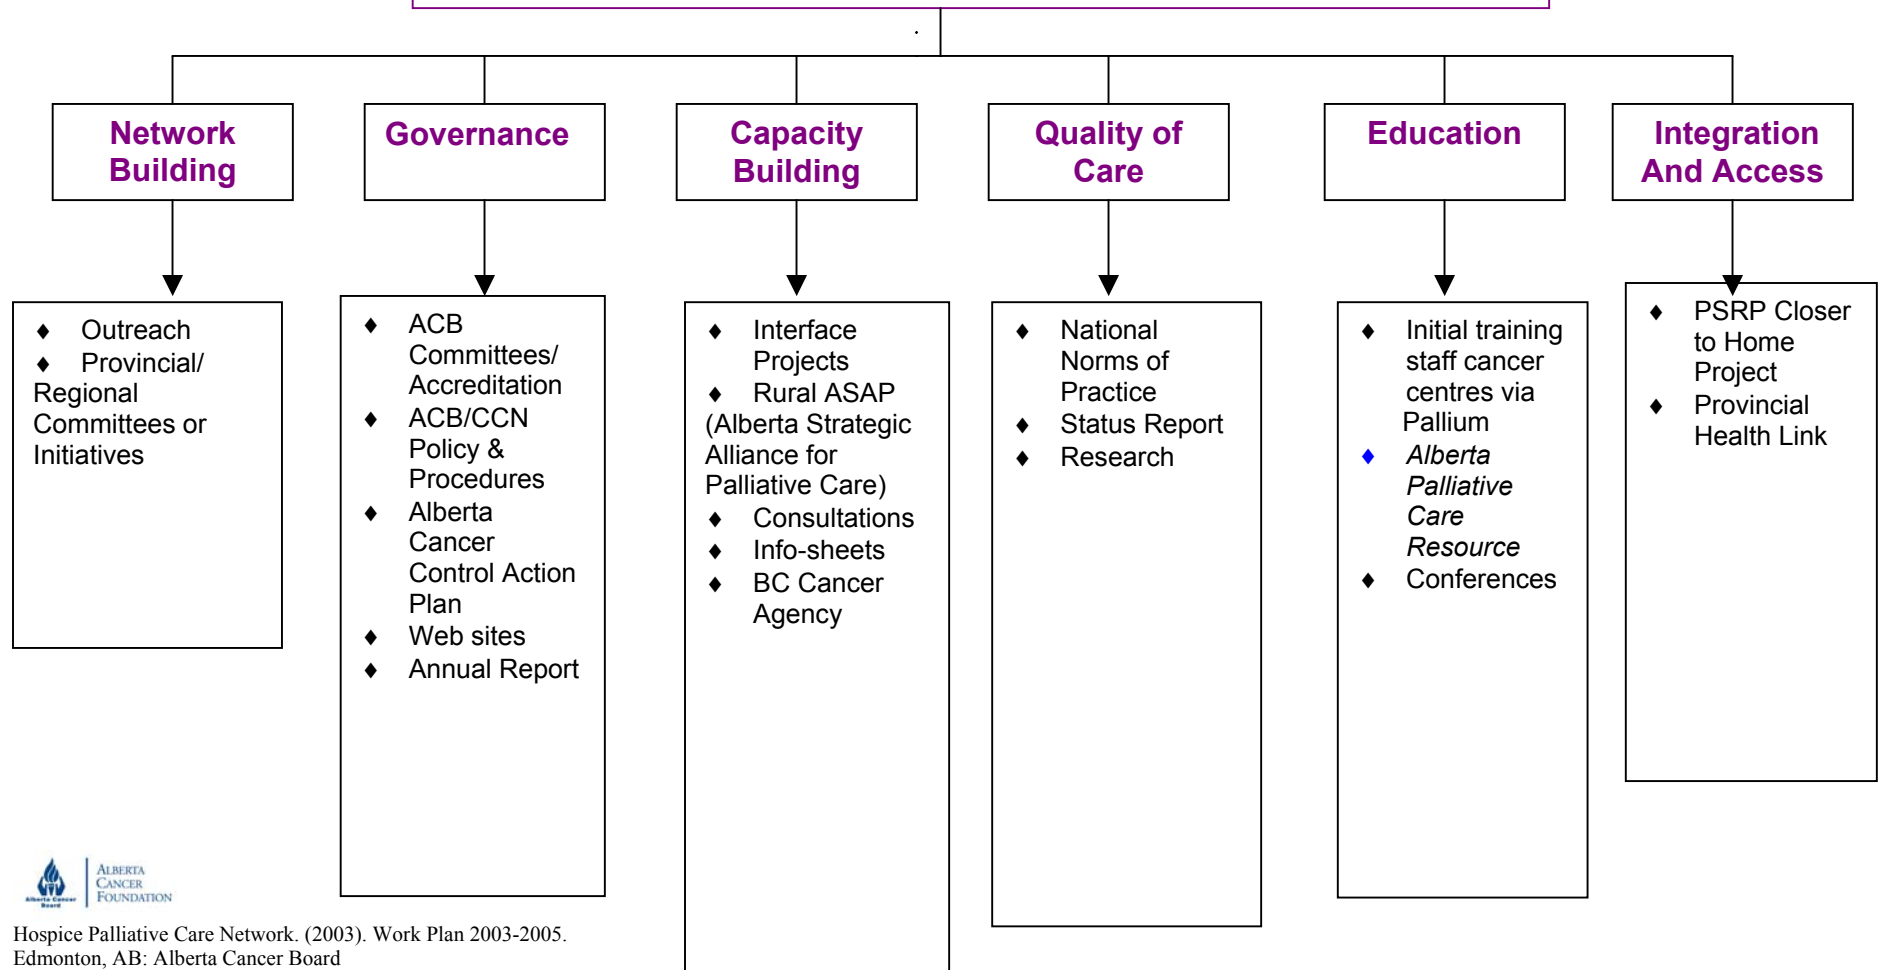 Network
Building
Governance
Capacity
Building
Quality of
Care
Education
Integration
And Access
♦ Outreach
♦ Provincial/
Regional
Committees or
Initiatives
♦ ACB
Committees/
Accreditation
♦ ACB/CCN
Policy &
Procedures
♦ Alberta
Cancer
Control Action
Plan
♦ Web sites
♦ Annual Report
♦ Interface
Projects
♦ Rural ASAP
(Alberta Strategic
Alliance for
Palliative Care)
♦ Consultations
♦ Info-sheets
♦ BC Cancer
Agency
♦ National
Norms of
Practice
♦ Status Report
♦ Research
♦ Initial training
staff cancer
centres via
Pallium
♦ Alberta
Palliative
Care
Resource
♦ Conferences
♦ PSRP Closer
to Home
Project
♦ Provincial
Health Link
Alberta Cancer
Board
ALBERTA
CANCER
FOUNDATION
Hospice Palliative Care Network. (2003). Work Plan 2003-2005.
Edmonton, AB: Alberta Cancer Board